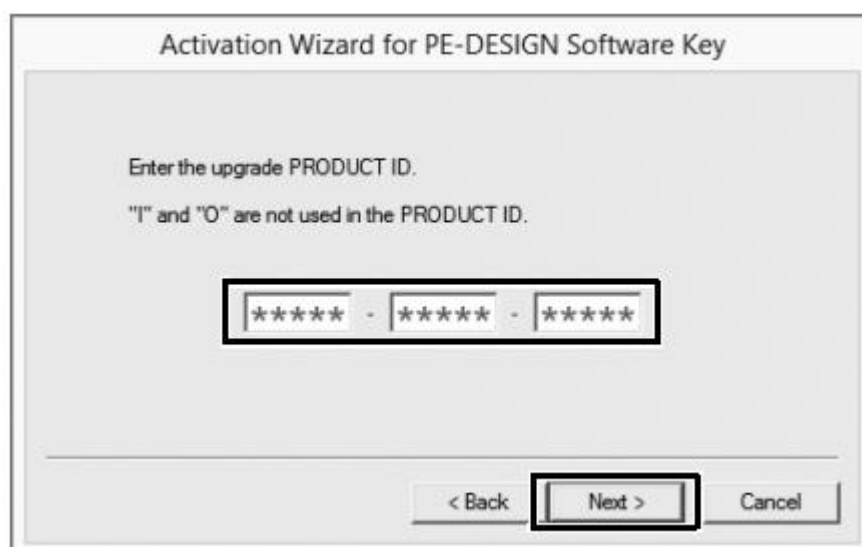 Activation Wizard for PE-DESIGN Software Key
Enter the upgrade PRODUCT ID.
"I" and "O" are not used in the PRODUCT ID.
***** - ***** - *****
< Back Next > Cancel